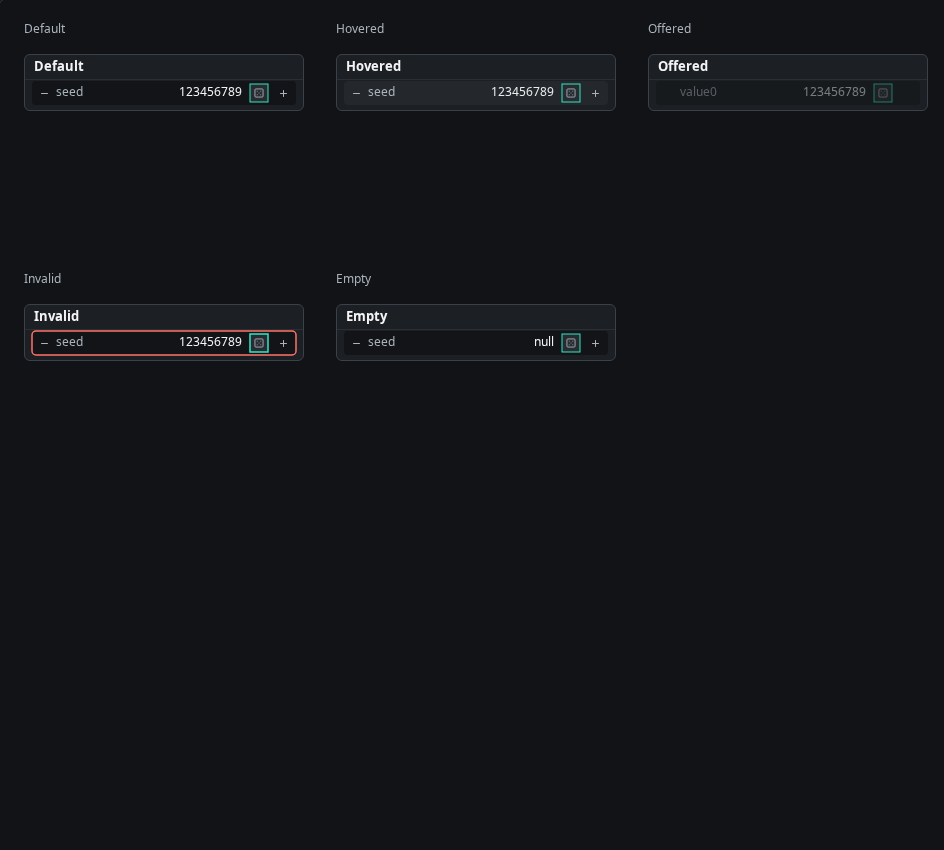 Default
Hovered
Offered
Default
– seed 123456789 +
Hovered
– seed 123456789 +
Offered
value0 123456789
Invalid
Empty
Invalid
– seed 123456789 +
Empty
– seed null +